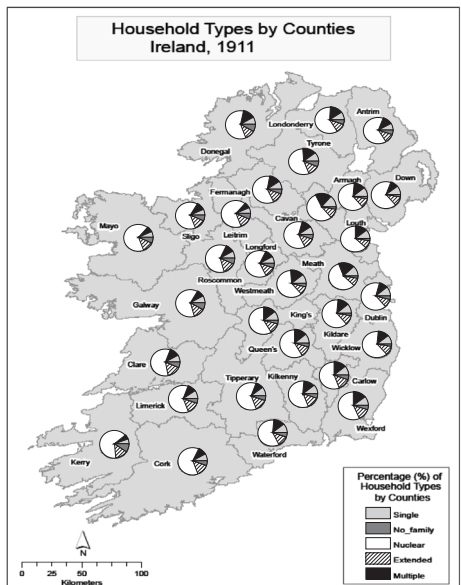 Household Types by Counties
Ireland, 1911
Antrim
Londonderry
Tyrone
Donegal
Down
Armagh
Fermanagh
Mayo
Cavan
Louth
Sligo
Leitrim
Longford
Meath
Roscommon
Westmeath
Galway
King's
Dublin
Kildare
Queen's
Wicklow
Clare
Tipperary
Kilkenny
Carlow
Limerick
Wexford
Waterford
Kerry
Cork
Percentage (%) of
Household Types
by Counties
Single
No_family
Nuclear
Extended
Multiple
N
0 25 50 100
Kilometers